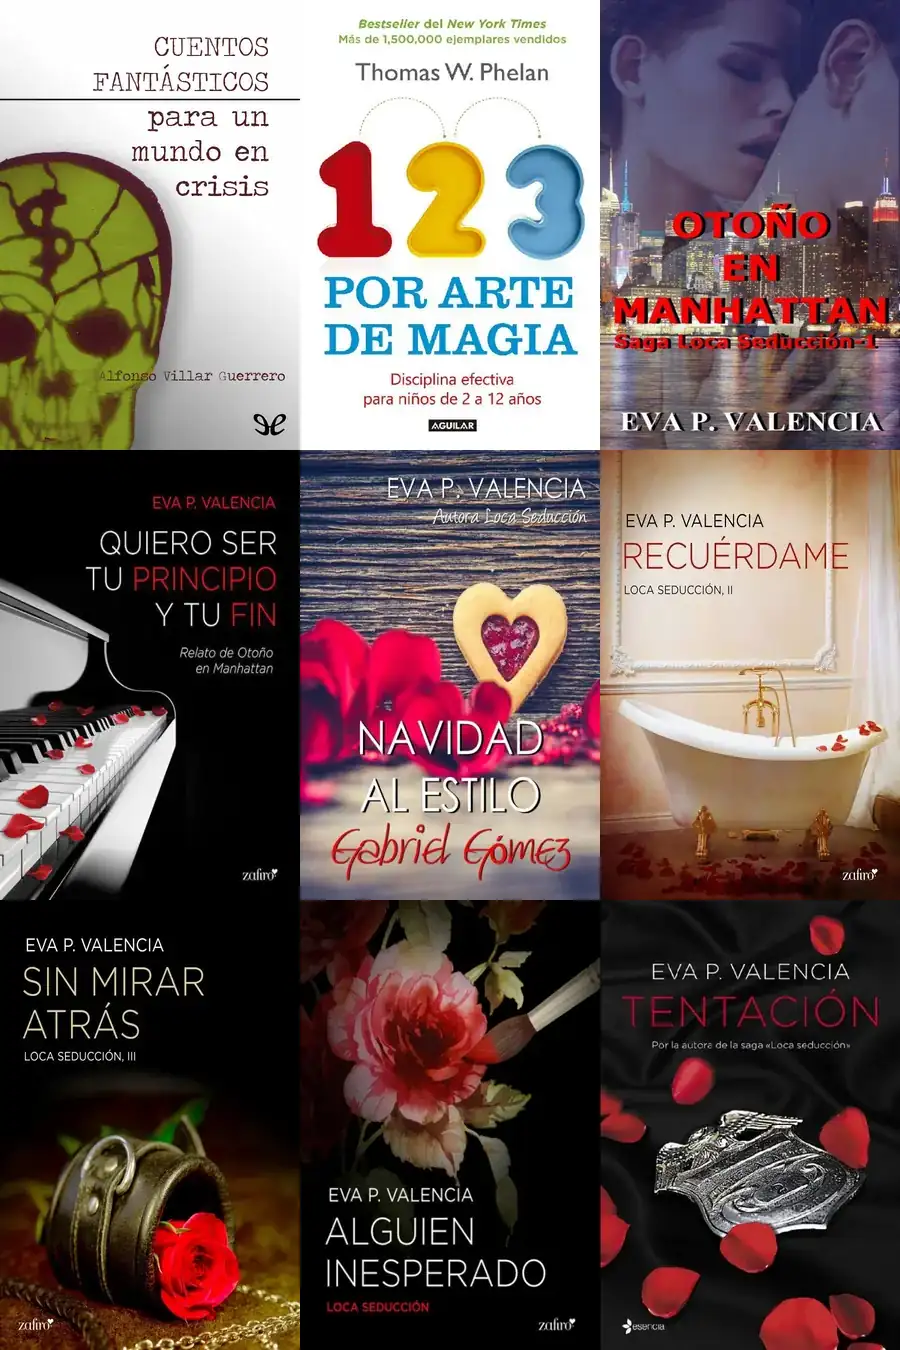 CUENTOS
FANTÁSTICOS
para un
mundo en
crisis
Alfonso Villar Guerrero
Bestseller del New York Times
Más de 1,500,000 ejemplares vendidos
Thomas W. Phelan
1 2 3
POR ARTE
DE MAGIA
Disciplina efectiva
para niños de 2 a 12 años
AGUILAR
OTOÑO
EN
MANHATTAN
Saga Loca Seducción-1
EVA P. VALENCIA
EVA P. VALENCIA
QUIERO SER
TU PRINCIPIO
Y TU FIN
Relato de Otoño
en Manhattan
zafiro
EVA P. VALENCIA
Autora Loca Seducción
NAVIDAD
AL ESTILO
Gabriel Gómez
EVA P. VALENCIA
RECUÉRDAME
LOCA SEDUCCIÓN, II
zafiro
EVA P. VALENCIA
SIN MIRAR
ATRÁS
LOCA SEDUCCIÓN, III
zafiro
EVA P. VALENCIA
ALGUIEN
INESPERADO
LOCA SEDUCCIÓN
zafiro
EVA P. VALENCIA
TENTACIÓN
Por la autora de la saga «Loca seducción»
esencia